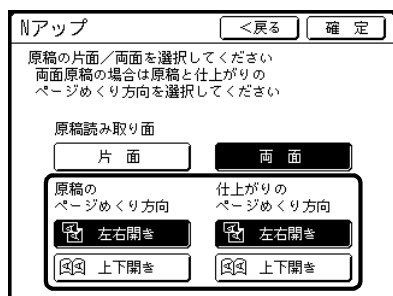 Nアップ <戻る 確 定
原稿の片面／両面を選択してください
両面原稿の場合は原稿と仕上がりの
ページめくり方向を選択してください
原稿読み取り面
片 面 両 面
原稿の 仕上がりの
ページめくり方向 ページめくり方向
左右開き 左右開き
上下開き 上下開き